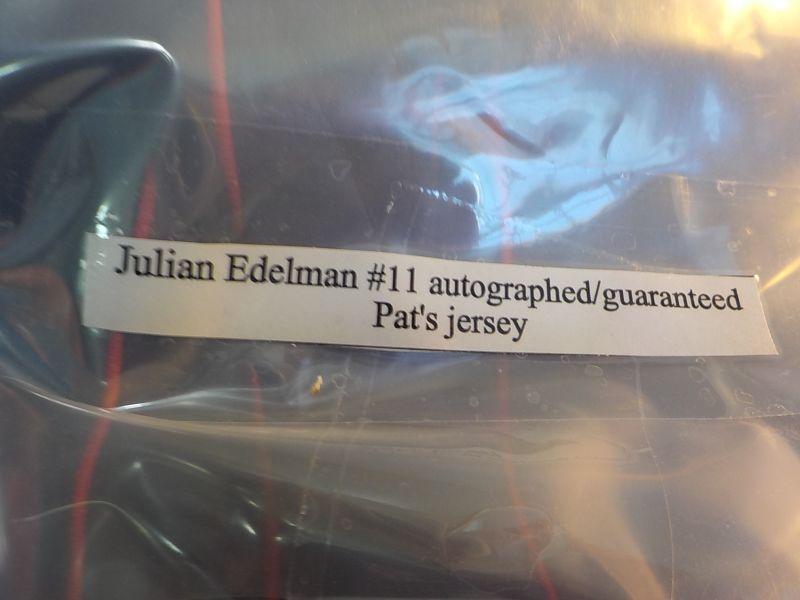 Julian Edelman #11 autographed/guaranteed
Pat's jersey